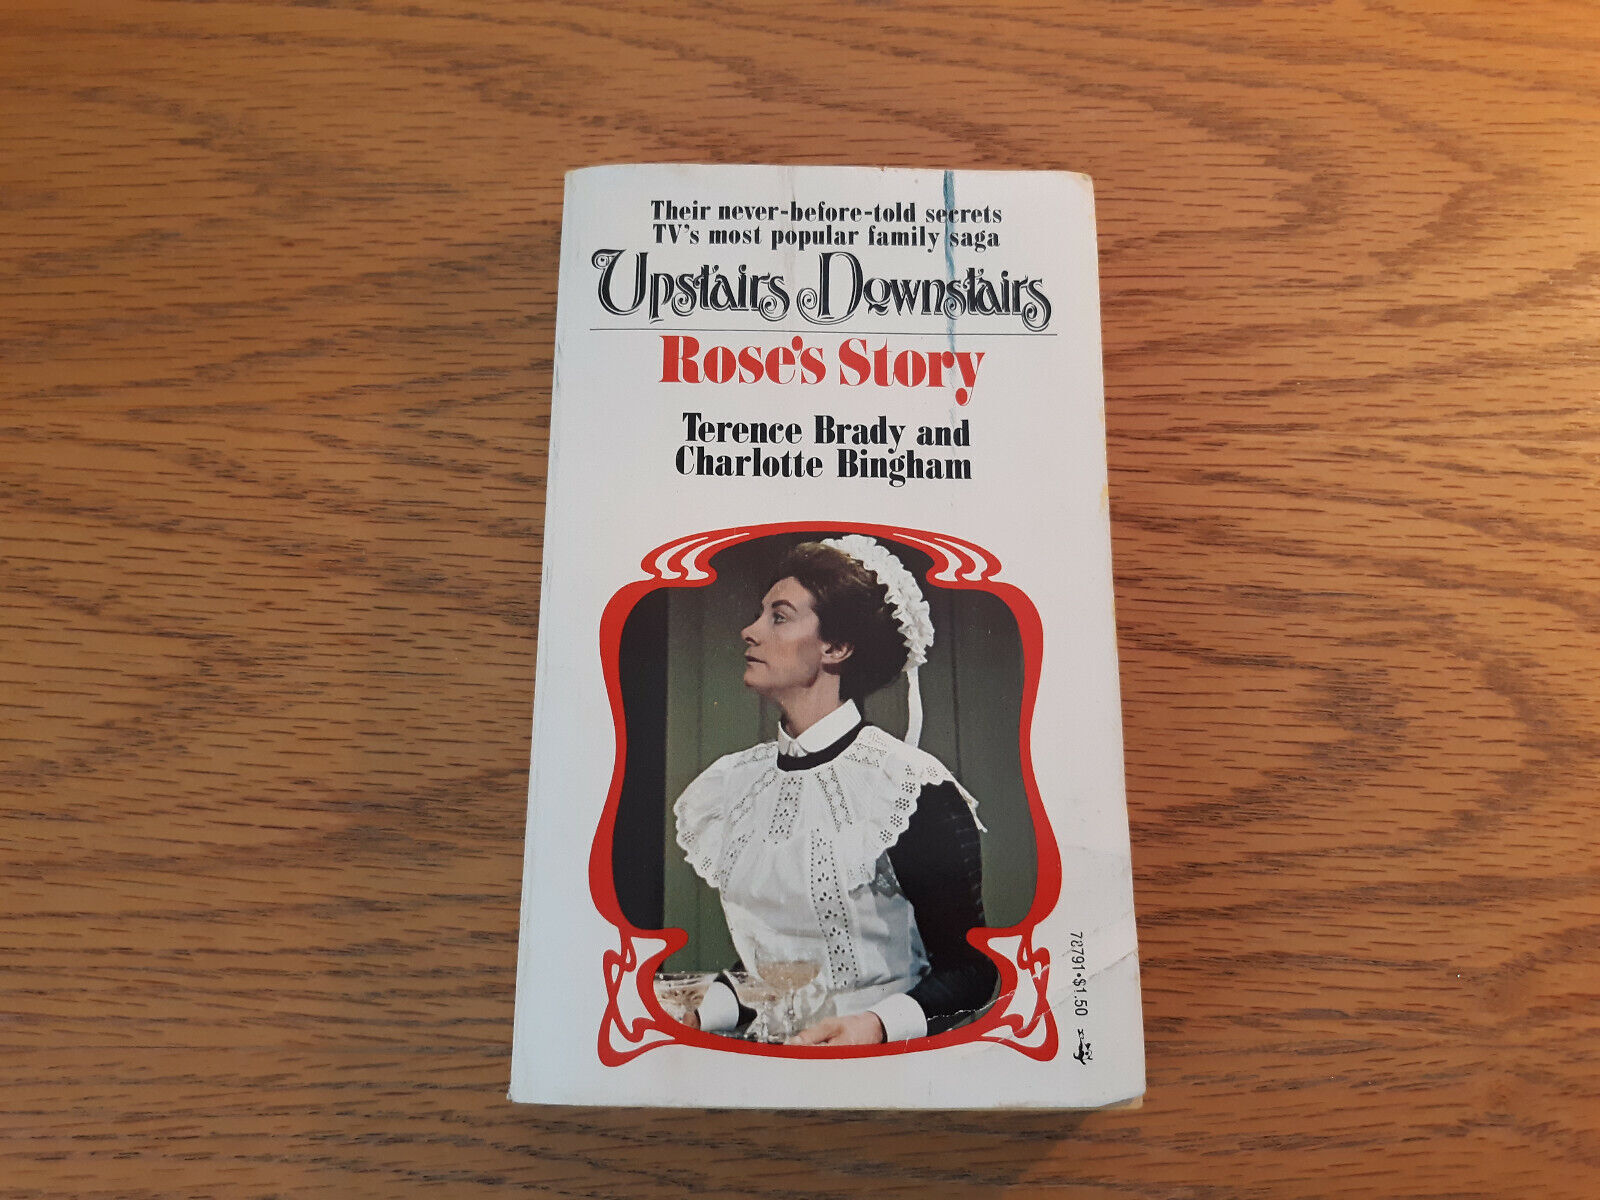 Their never-before-told secrets
TV's most popular family saga
Upstairs Downstairs
Rose's Story
Terence Brady and
Charlotte Bingham
78791•$1.50